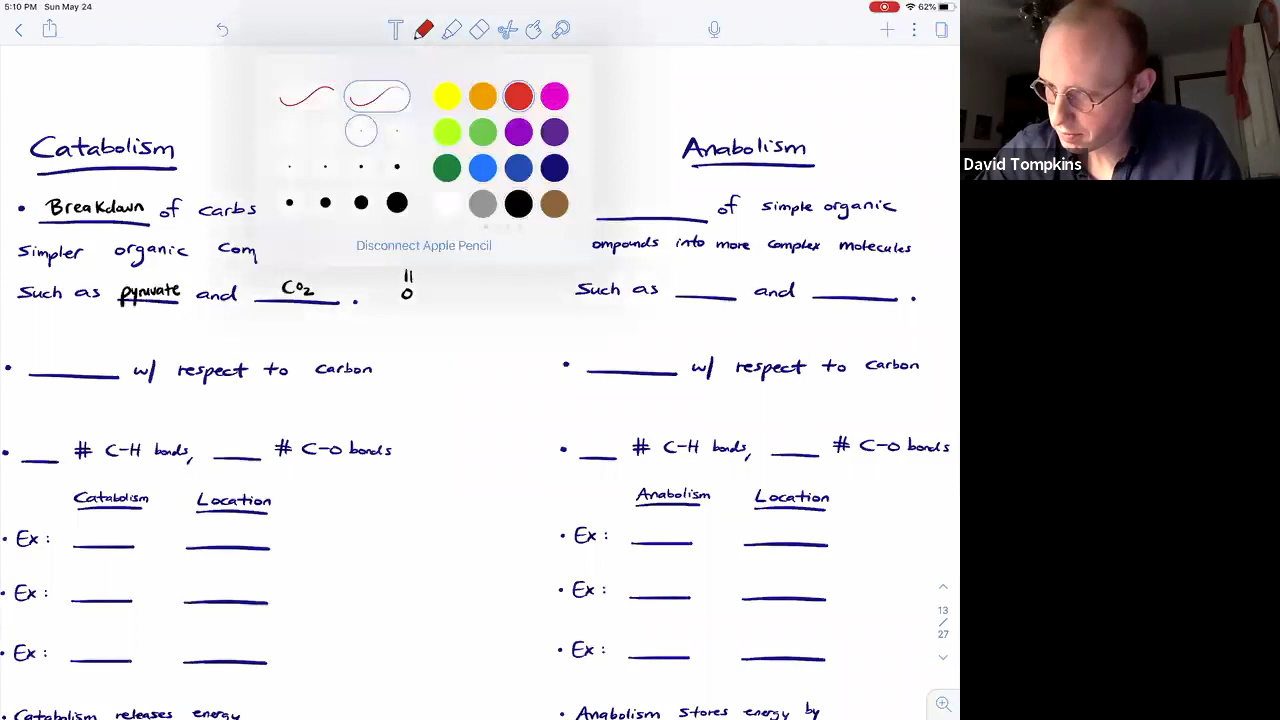 5:10 PM Sun May 24
62%
David Tompkins
Catabolism
• Breakdown of carbs
simpler organic com
Such as pyruvate and CO2 .
O
• w/ respect to carbon
• # C-H bonds, # C-O bonds
Catabolism Location
• Ex :
• Ex :
• Ex :
• Catabolism releases energy
Disconnect Apple Pencil
Anabolism
of simple organic
ompounds into more complex molecules
Such as and .
• w/ respect to carbon
• # C-H bonds, # C-O bonds
Anabolism Location
• Ex :
• Ex :
• Ex :
• Anabolism stores energy by
13
/
27